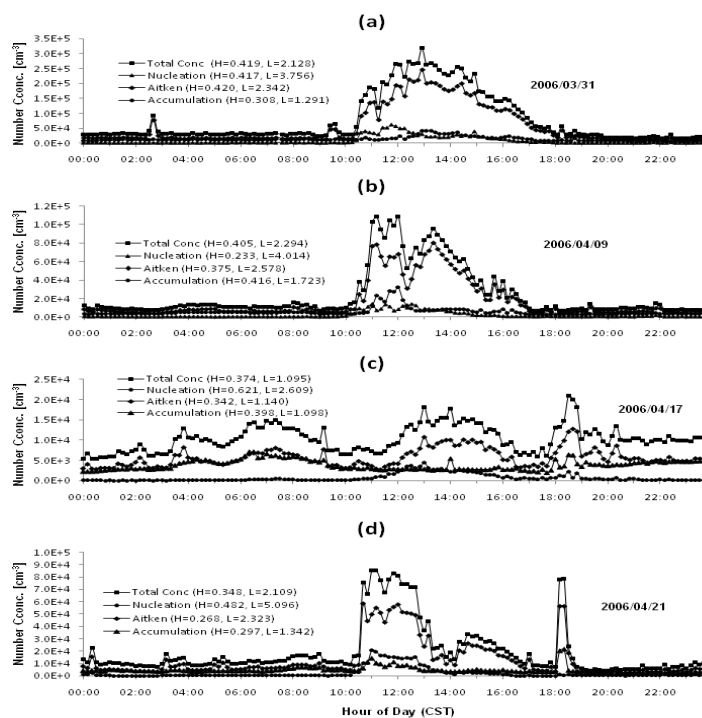 (a)
Number Cconc. [cm⁻³]
3.5E+5
3.0E+5
2.5E+5
2.0E+5
1.5E+5
1.0E+5
5.0E+4
0.0E+0
Total Conc (H=0.419, L=2.128)
Nucleation (H=0.417, L=3.756)
Aitken (H=0.420, L=2.342)
Accumulation (H=0.308, L=1.291)
2006/03/31
00:00 02:00 04:00 06:00 08:00 10:00 12:00 14:00 16:00 18:00 20:00 22:00
(b)
Number Cconc. [cm⁻³]
1.2E+5
1.0E+5
8.0E+4
6.0E+4
4.0E+4
2.0E+4
0.0E+0
Total Conc (H=0.405, L=2.294)
Nucleation (H=0.233, L=4.014)
Aitken (H=0.375, L=2.578)
Accumulation (H=0.416, L=1.723)
2006/04/09
00:00 02:00 04:00 06:00 08:00 10:00 12:00 14:00 16:00 18:00 20:00 22:00
(c)
Number Cconc. [cm⁻³]
2.5E+4
2.0E+4
1.5E+4
1.0E+4
5.0E+3
0.0E+0
Total Conc (H=0.374, L=1.095)
Nucleation (H=0.621, L=2.609)
Aitken (H=0.342, L=1.140)
Accumulation (H=0.398, L=1.098)
2006/04/17
00:00 02:00 04:00 06:00 08:00 10:00 12:00 14:00 16:00 18:00 20:00 22:00
(d)
Number Cconc. [cm⁻³]
1.0E+5
9.0E+4
8.0E+4
7.0E+4
6.0E+4
5.0E+4
4.0E+4
3.0E+4
2.0E+4
1.0E+4
0.0E+0
Total Conc (H=0.348, L=2.109)
Nucleation (H=0.482, L=5.096)
Aitken (H=0.268, L=2.323)
Accumulation (H=0.297, L=1.342)
2006/04/21
00:00 02:00 04:00 06:00 08:00 10:00 12:00 14:00 16:00 18:00 20:00 22:00
Hour of Day (CST)